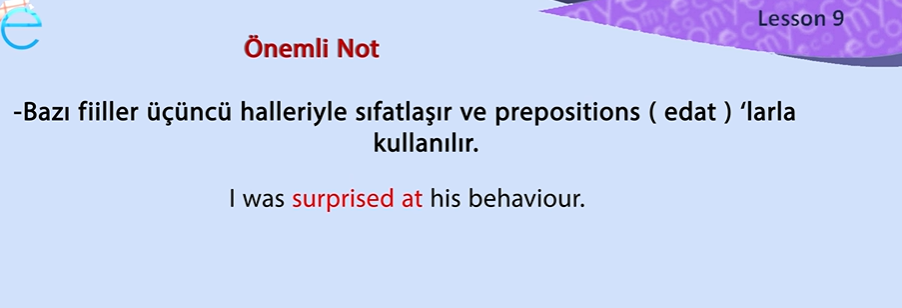 Lesson 9
Önemli Not
-Bazı fiiller üçüncü halleriyle sıfatlaşır ve prepositions ( edat ) ‘larla
kullanılır.
I was surprised at his behaviour.